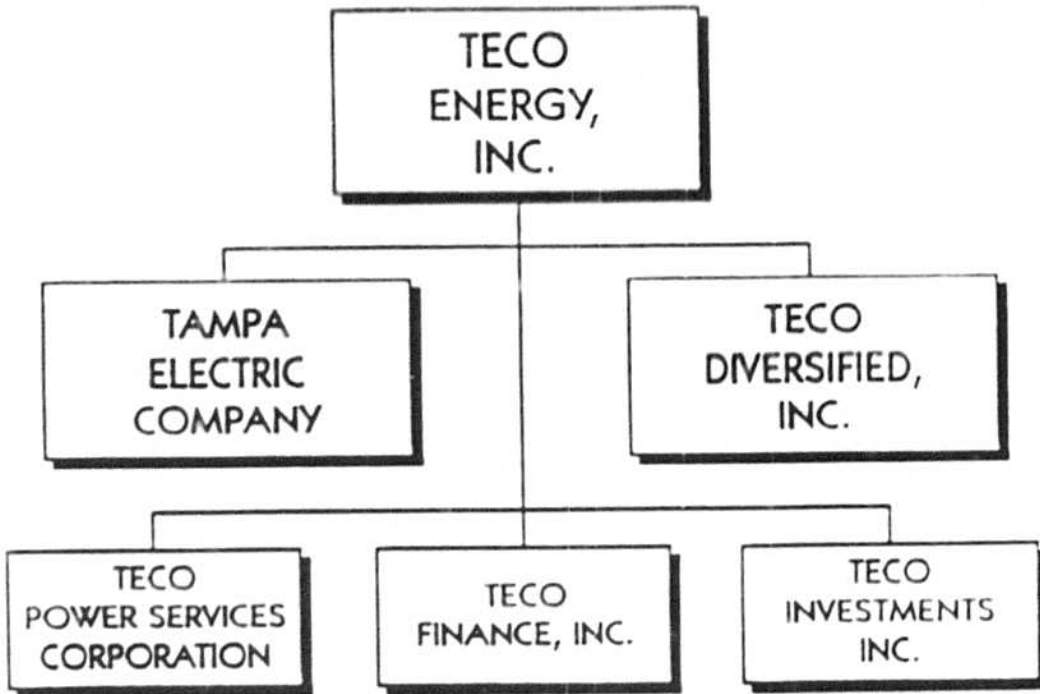 TECO
ENERGY,
INC.
TAMPA
ELECTRIC
COMPANY
TECO
DIVERSIFIED,
INC.
TECO
POWER SERVICES
CORPORATION
TECO
FINANCE, INC.
TECO
INVESTMENTS
INC.